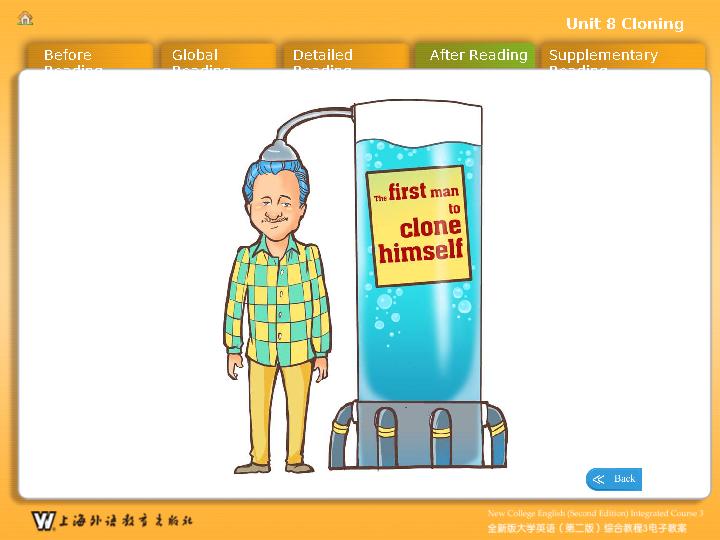 Unit 8 Cloning
Before Reading
Global Reading
Detailed Reading
After Reading
Supplementary Reading
The first man
to
clone
himself
Back
上海外语教育出版社
New College English (Second Edition) Integrated Course 3
全新版大学英语（第二版）综合教程3电子教案